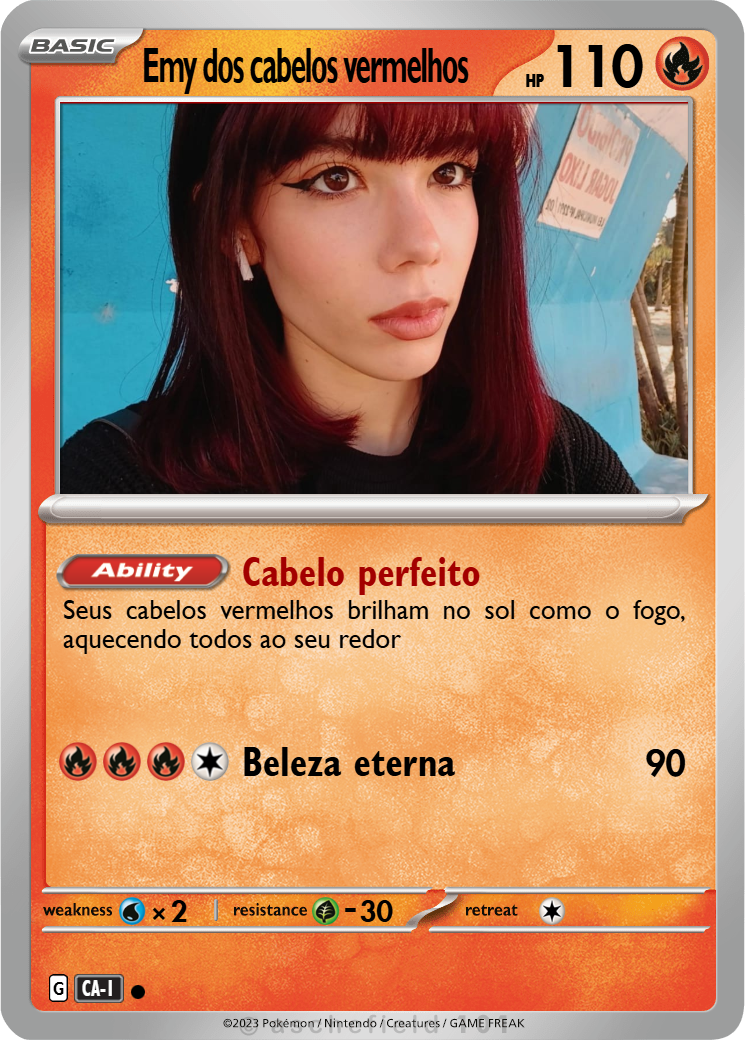 BASIC
Emy dos cabelos vermelhos
HP 110
Ability Cabelo perfeito
Seus cabelos vermelhos brilham no sol como o fogo,
aquecendo todos ao seu redor
Beleza eterna 90
weakness × 2 | resistance -30 retreat
G CA-I
©2023 Pokémon / Nintendo / Creatures / GAME FREAK